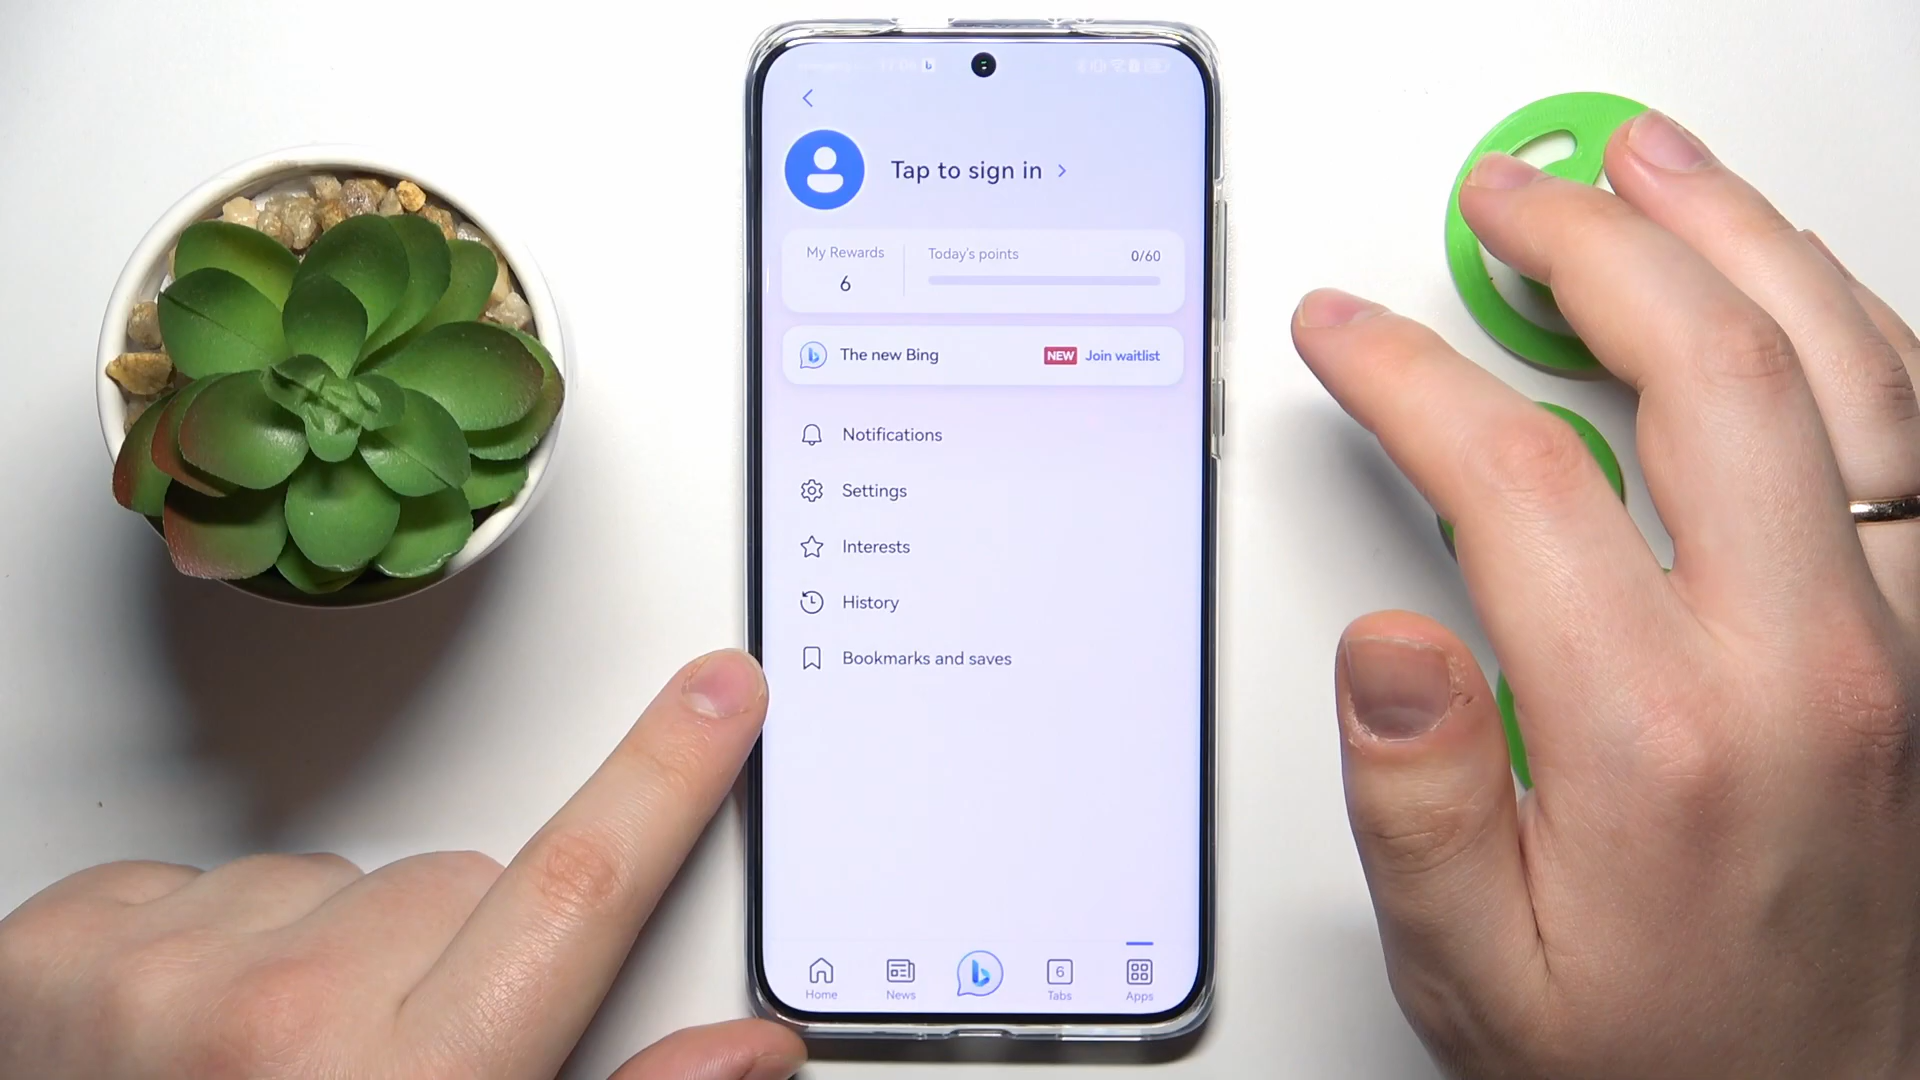 Tap to sign in
My Rewards
6
Today's points 0/60
The new Bing NEW Join waitlist
Notifications
Settings
Interests
History
Bookmarks and saves
Home News 6 Tabs Apps